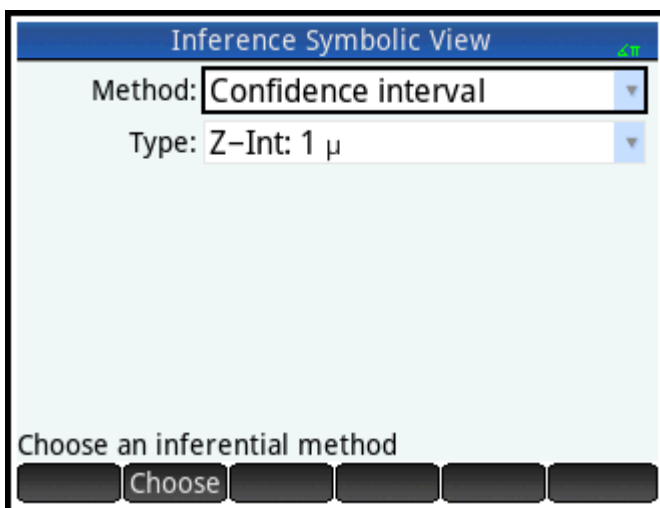 Inference Symbolic View
∡π
Method: Confidence interval
Type: Z−Int: 1 μ
Choose an inferential method
Choose